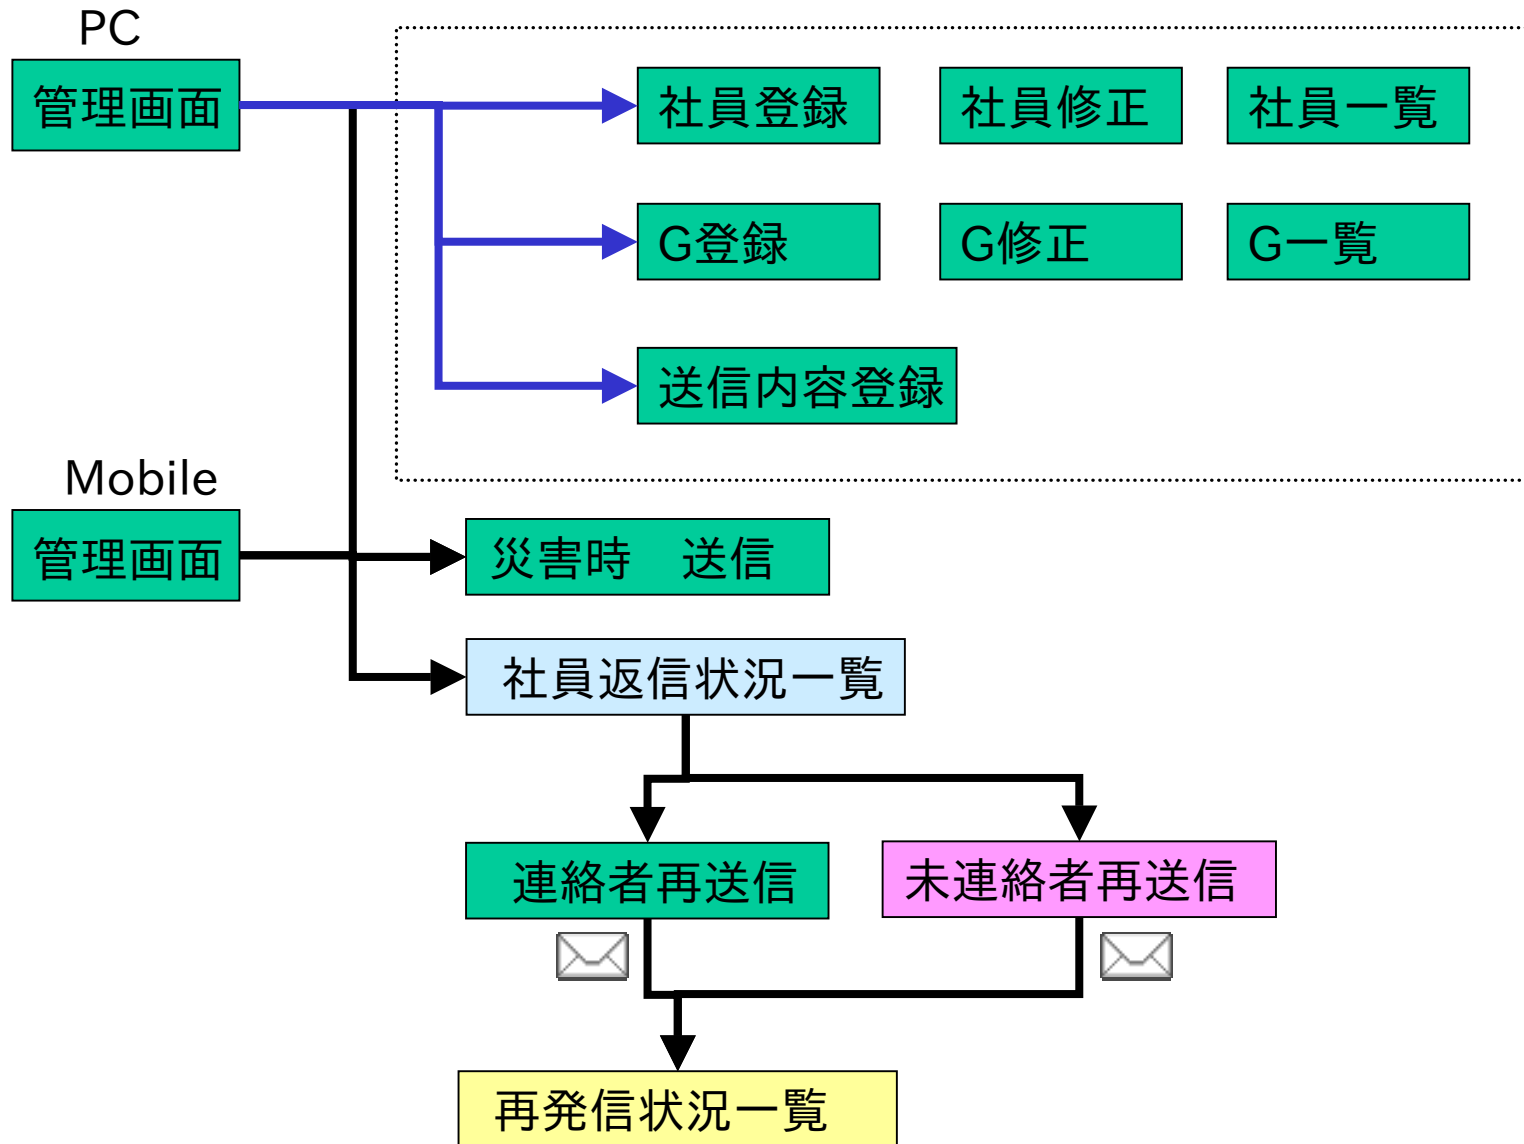 PC
管理画面
社員登録
社員修正
社員一覧
G登録
G修正
G一覧
送信内容登録
Mobile
管理画面
災害時　送信
社員返信状況一覧
連絡者再送信
未連絡者再送信
再発信状況一覧